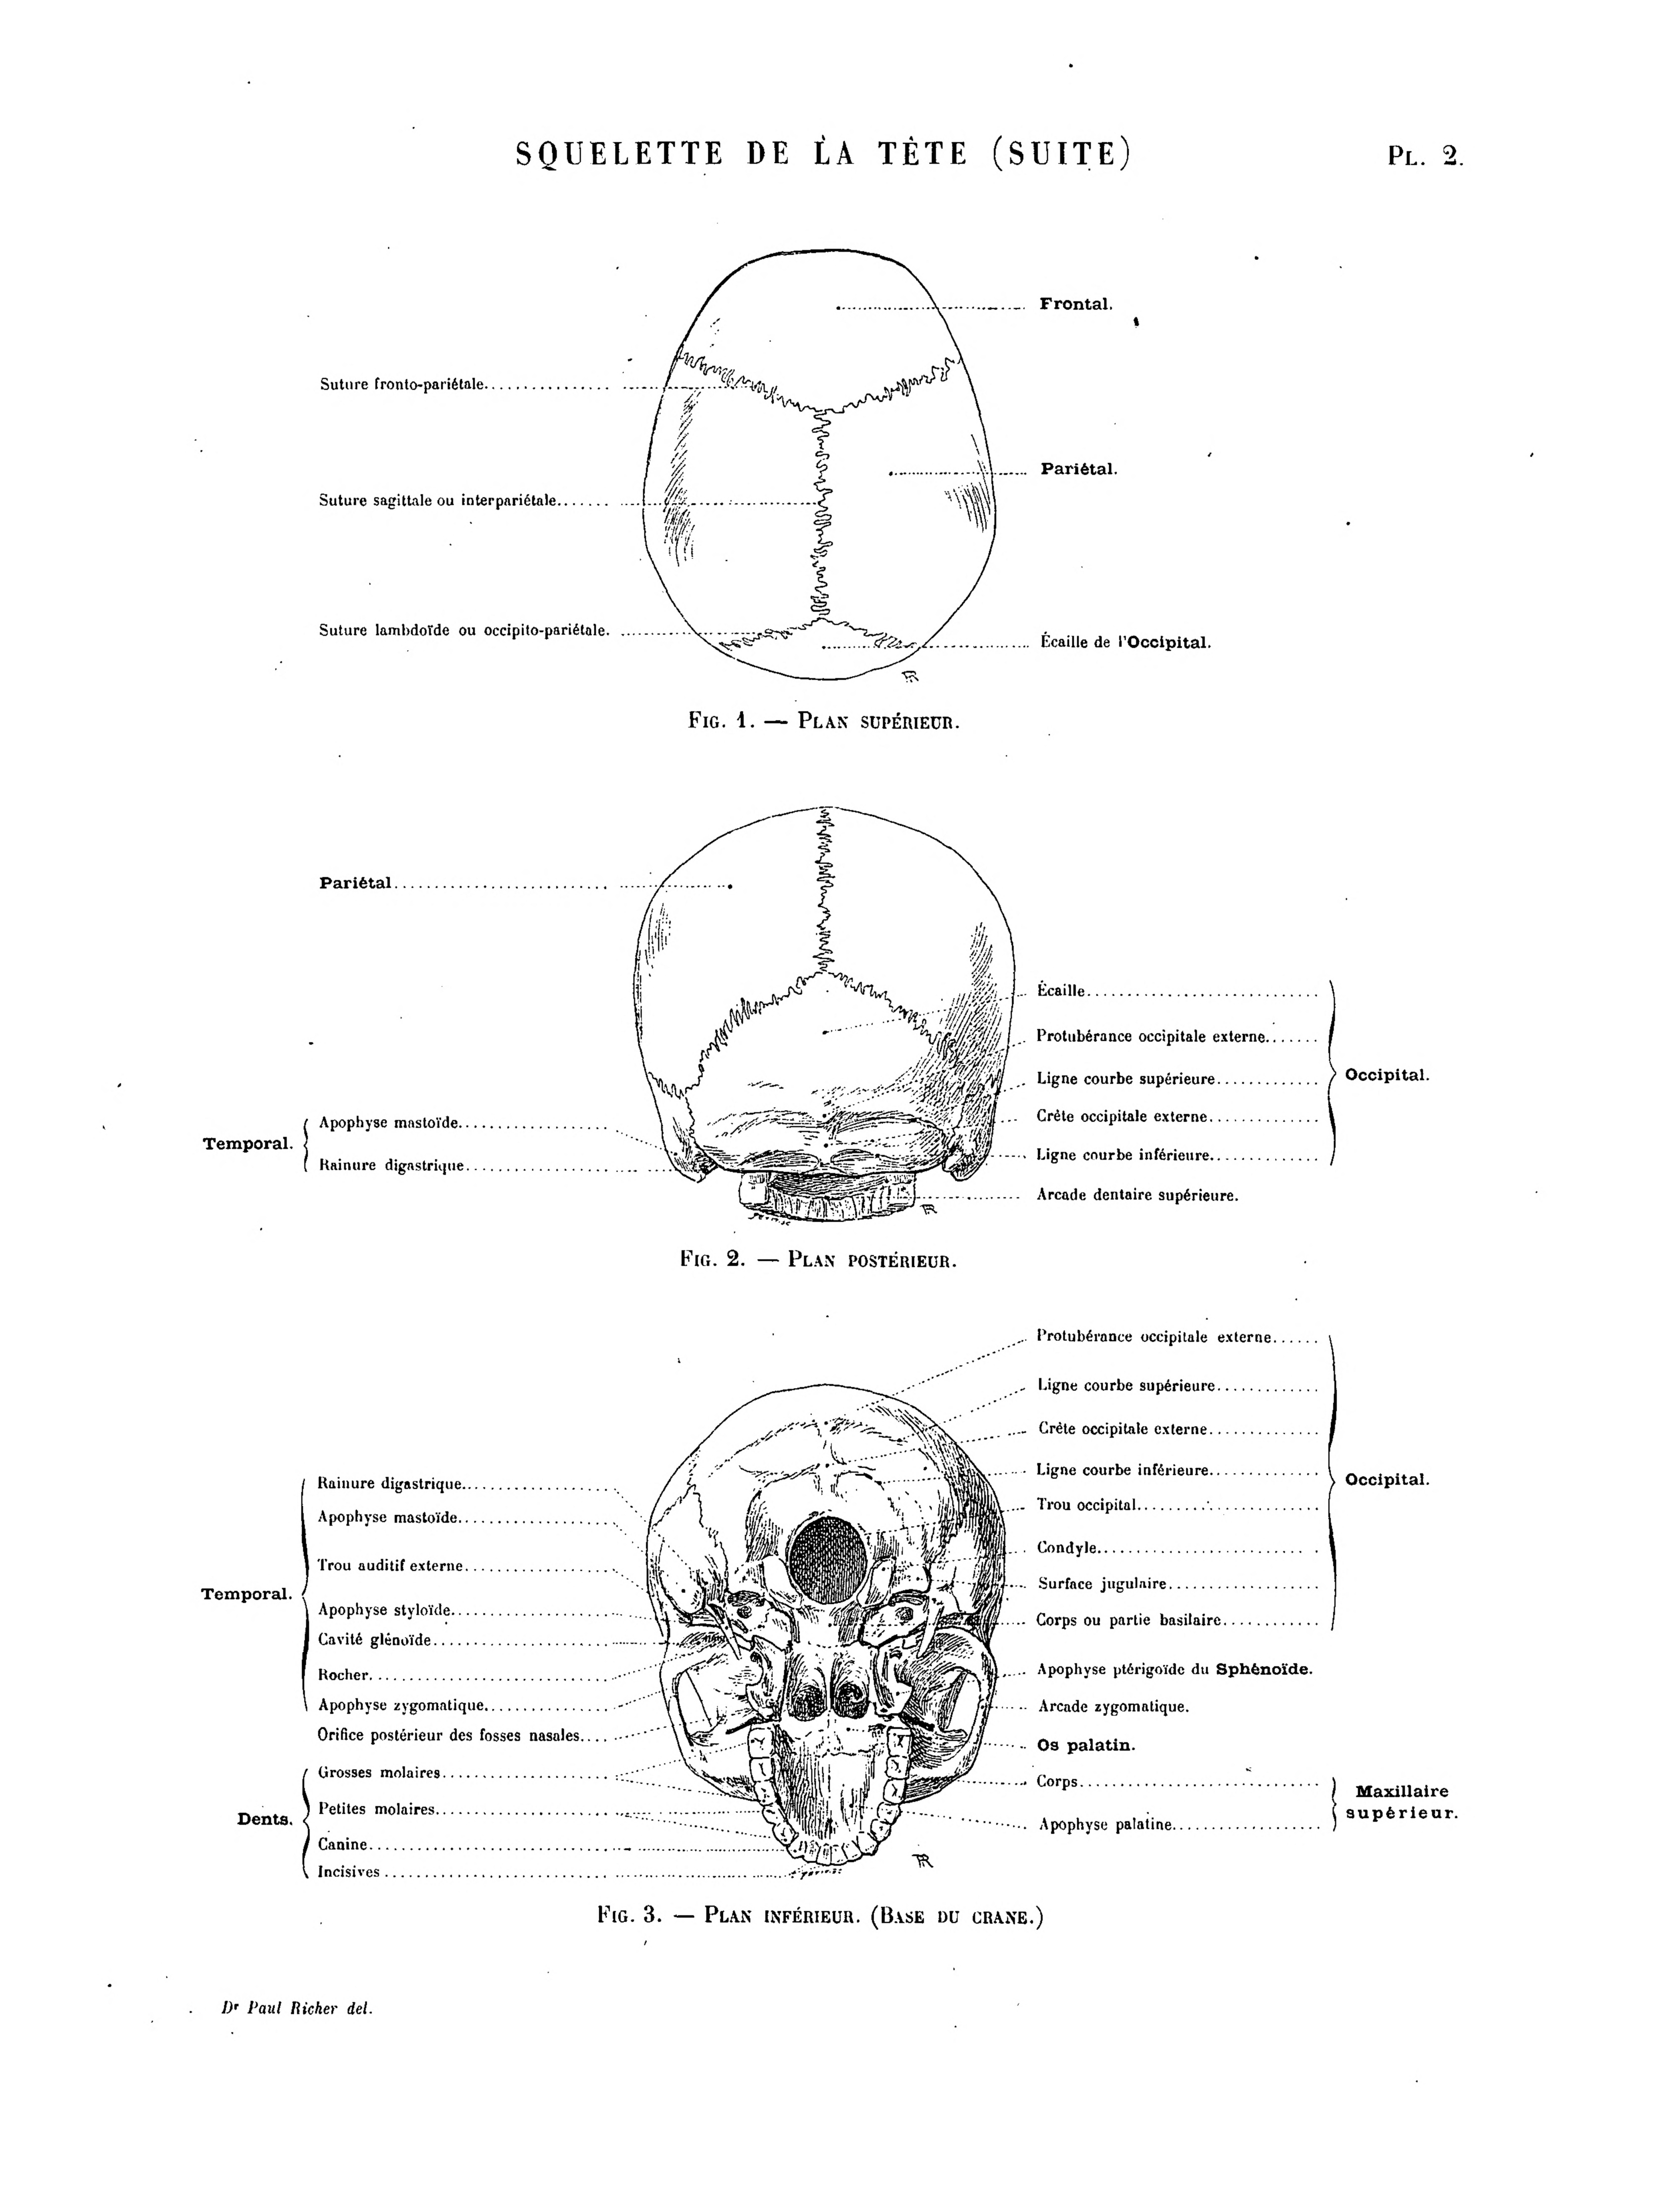 SQUELETTE DE LA TÊTE (SUITE)
PL. 2.
Frontal.
Suture fronto-pariétale
Pariétal.
Suture sagittale ou interpariétale
Suture lambdoïde ou occipito-pariétale.
Écaille de l'Occipital.
FIG. 1. — PLAN SUPÉRIEUR.
Pariétal
Écaille
Protubérance occipitale externe
Ligne courbe supérieure
Crête occipitale externe
Ligne courbe inférieure
Occipital.
Arcade dentaire supérieure.
Temporal.
Apophyse mastoïde
Rainure digastrique
FIG. 2. — PLAN POSTÉRIEUR.
Protubérance occipitale externe
Ligne courbe supérieure
Crête occipitale externe
Ligne courbe inférieure
Trou occipital
Condyle
Surface jugulaire
Corps ou partie basilaire
Occipital.
Apophyse ptérigoïde du Sphénoïde.
Arcade zygomatique.
Os palatin.
Corps
Apophyse palatine
Maxillaire
supérieur.
Rainure digastrique
Apophyse mastoïde
Trou auditif externe
Apophyse styloïde
Cavité glénoïde
Rocher
Apophyse zygomatique
Temporal.
Orifice postérieur des fosses nasales
Grosses molaires
Petites molaires
Canine
Incisives
Dents.
FIG. 3. — PLAN INFÉRIEUR. (BASE DU CRANE.)
Dr Paul Richer del.